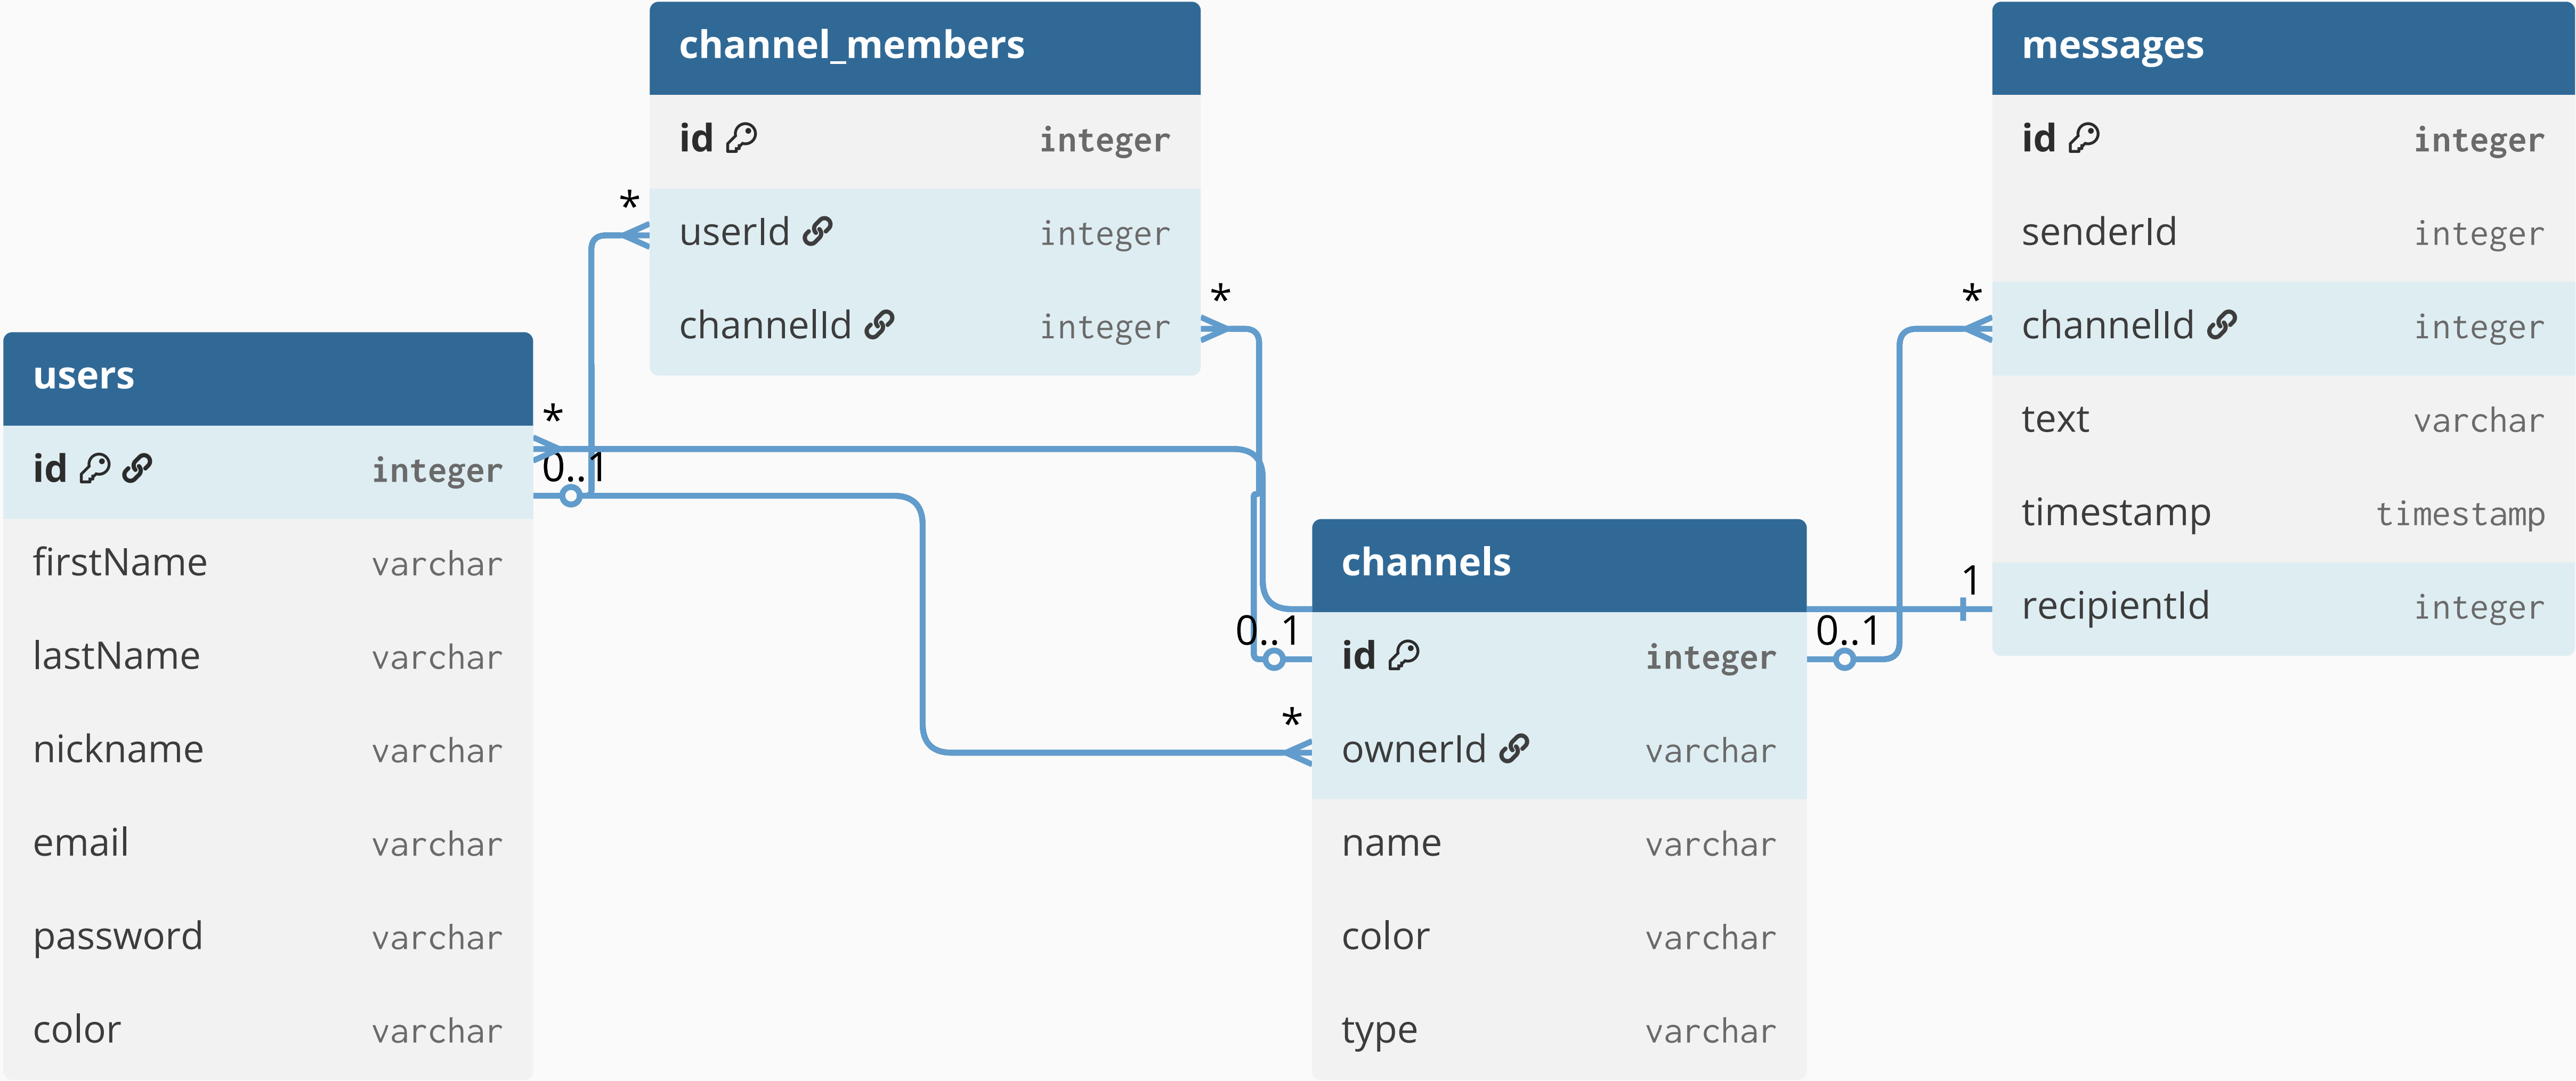 channel_members
id integer
*
userId integer
*
channelId integer
users
*
id integer
0..1
firstName varchar
lastName varchar
nickname varchar
email varchar
password varchar
color varchar
channels
0..1
id integer
0..1
*
ownerId varchar
name varchar
color varchar
type varchar
messages
id integer
senderId integer
*
channelId integer
text varchar
timestamp timestamp
1
recipientId integer